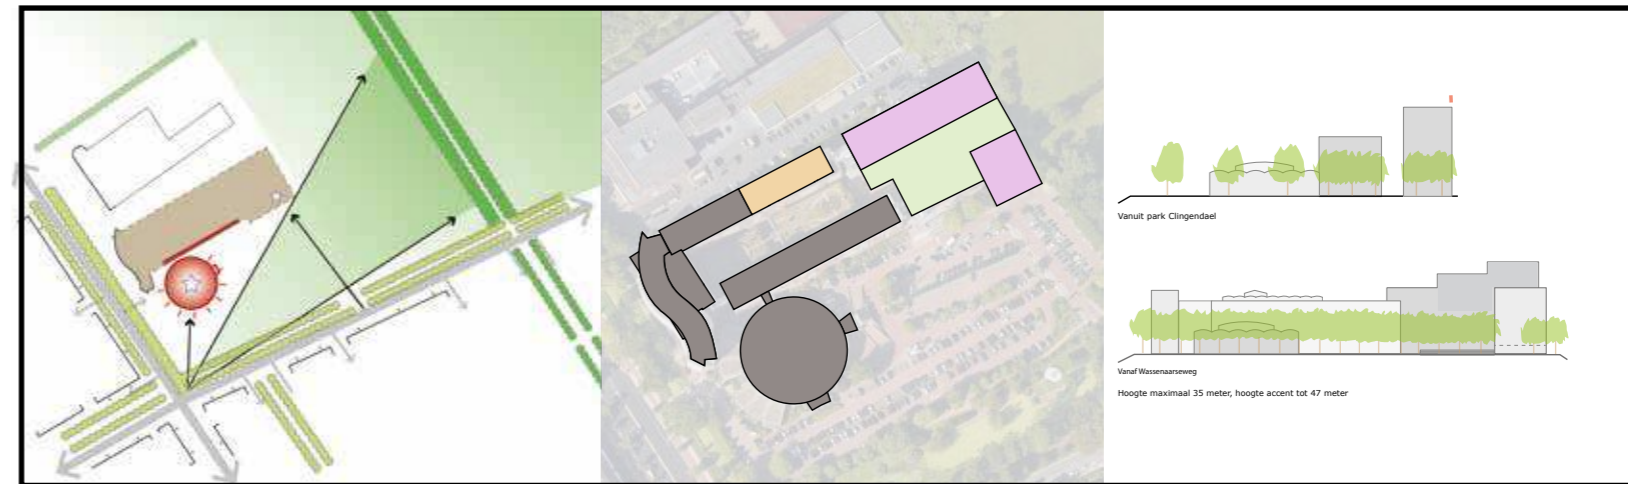 Vanuit park Clingendael
Vanaf Wassenaarseweg
Hoogte maximaal 35 meter, hoogte accent tot 47 meter